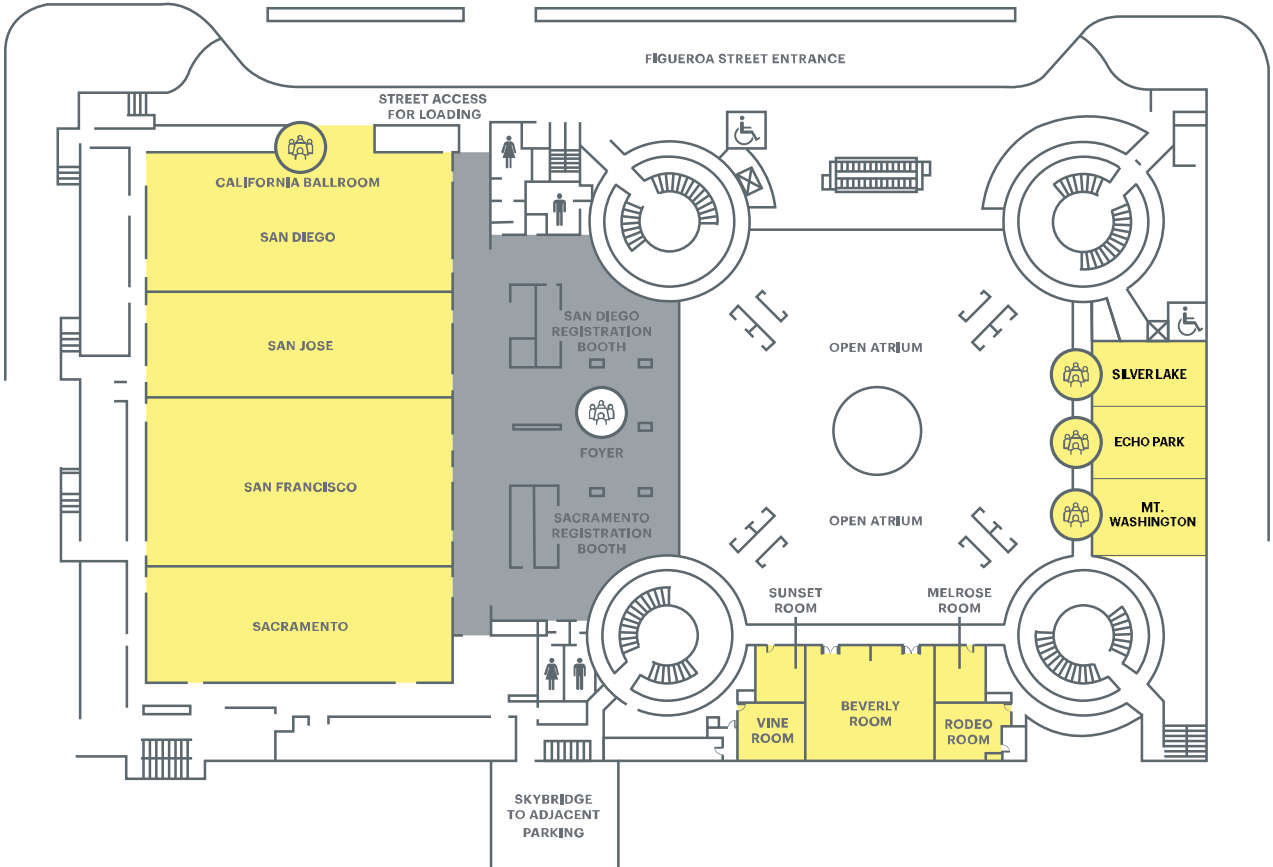 FIGUEROA STREET ENTRANCE
STREET ACCESS
FOR LOADING
CALIFORNIA BALLROOM
SAN DIEGO
SAN JOSE
SAN FRANCISCO
SACRAMENTO
SAN DIEGO
REGISTRATION
BOOTH
FOYER
SACRAMENTO
REGISTRATION
BOOTH
OPEN ATRIUM
OPEN ATRIUM
SILVER LAKE
ECHO PARK
MT.
WASHINGTON
SUNSET
ROOM
MELROSE
ROOM
VINE
ROOM
BEVERLY
ROOM
RODEO
ROOM
SKYBRIDGE
TO ADJACENT
PARKING